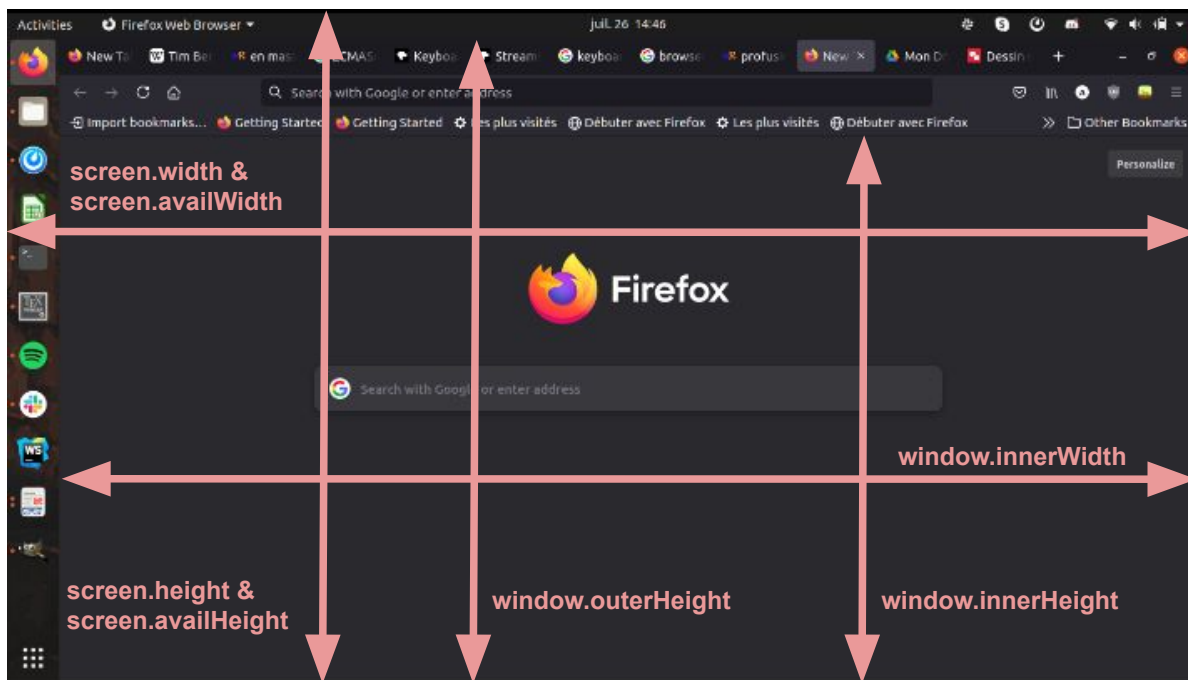 Activities Firefox Web Browser juil. 26 14:46
New T Tim Be en mas CMAS Keyboa Stream keyboa browse profus New Mon D Dessin
Search with Google or enter address
Import bookmarks... Getting Started Getting Started Les plus visités Débuter avec Firefox Les plus visités Débuter avec Firefox Other Bookmarks
Personalize
screen.width &
screen.availWidth
Firefox
Search with Google or enter address
window.innerWidth
screen.height &
screen.availHeight
window.outerHeight
window.innerHeight